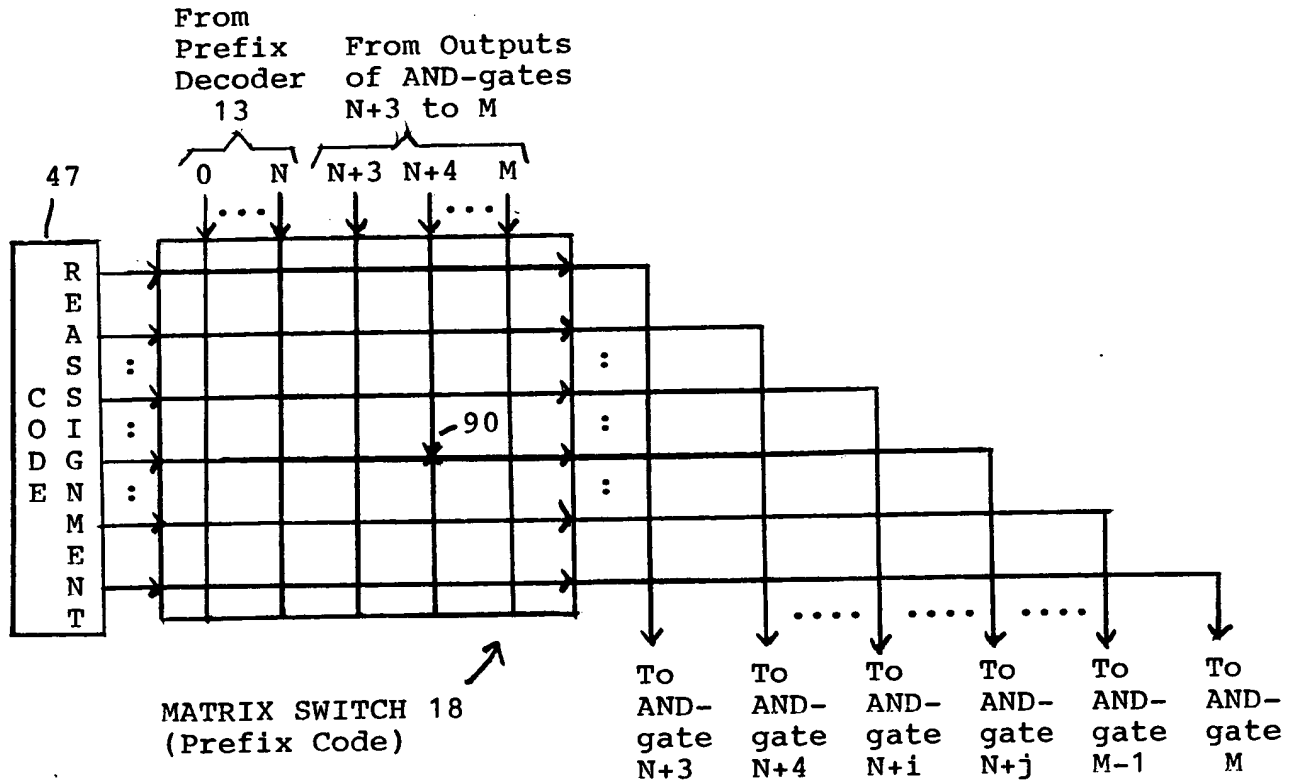 From
Prefix
Decoder
13
From Outputs
of AND-gates
N+3 to M
0 ... N N+3 N+4 ... M
47
CODE
REASSIGNMENT
:
:
:
:
:
:
90
.... .... ....
MATRIX SWITCH 18
(Prefix Code)
To
AND-
gate
N+3
To
AND-
gate
N+4
To
AND-
gate
N+i
To
AND-
gate
N+j
To
AND-
gate
M-1
To
AND-
gate
M